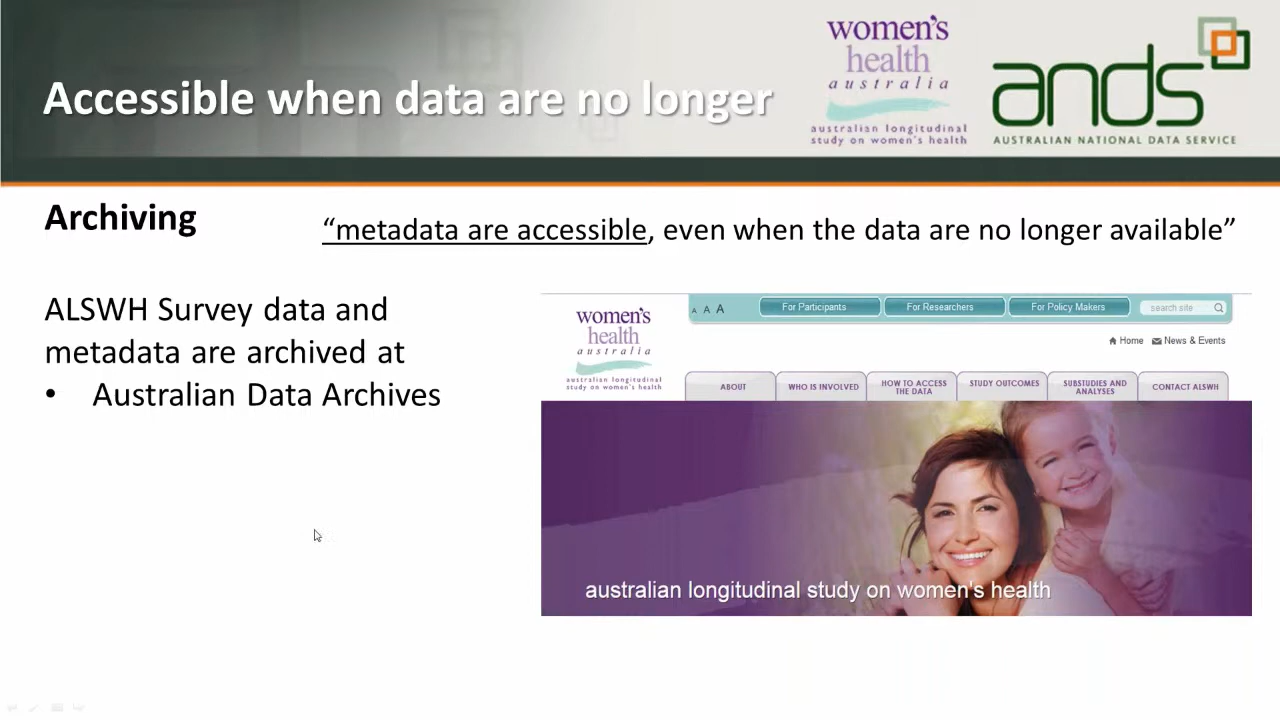 Accessible when data are no longer
women's
health
australia
australian longitudinal
study on women's health
ands
AUSTRALIAN NATIONAL DATA SERVICE
Archiving
“metadata are accessible, even when the data are no longer available”
ALSWH Survey data and
metadata are archived at
• Australian Data Archives
women's
health
australia
australian longitudinal
study on women's health
A A A
For Participants
For Researchers
For Policy Makers
search site
Home
News & Events
ABOUT
WHO IS INVOLVED
HOW TO ACCESS
THE DATA
STUDY OUTCOMES
SUBSTUDIES AND
ANALYSES
CONTACT ALSWH
australian longitudinal study on women's health